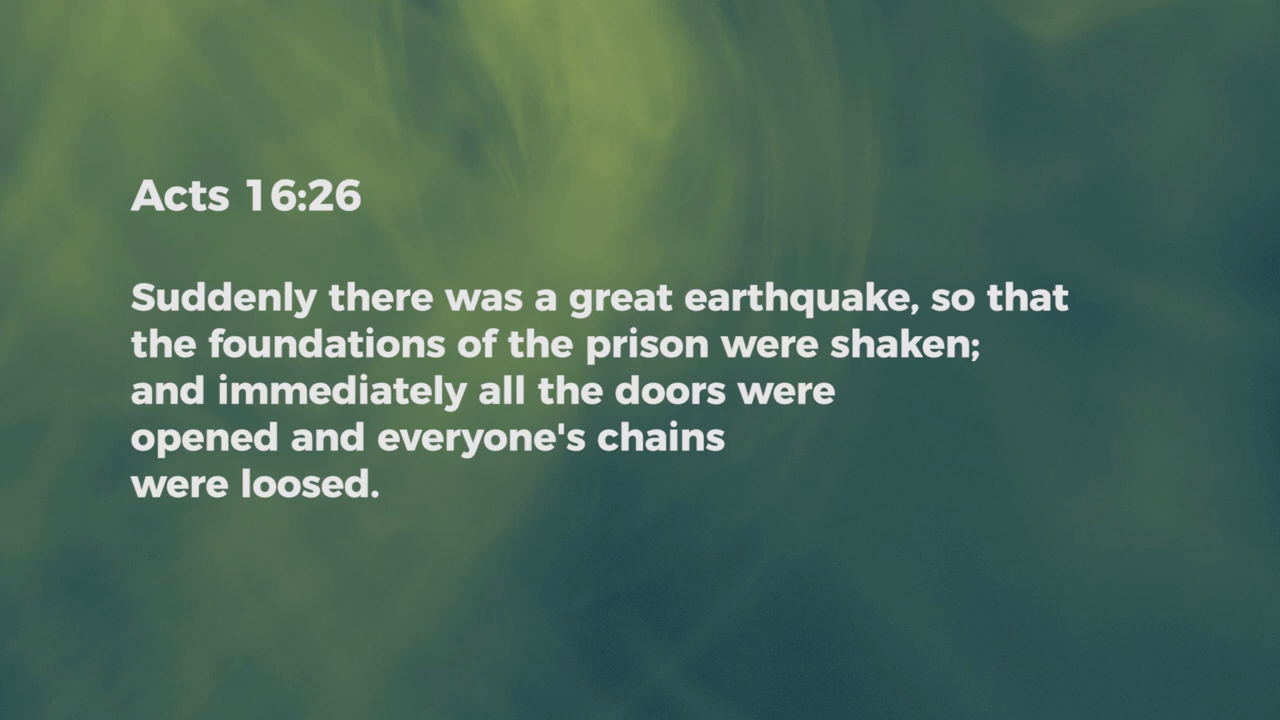 Acts 16:26
Suddenly there was a great earthquake, so that
the foundations of the prison were shaken;
and immediately all the doors were
opened and everyone's chains
were loosed.